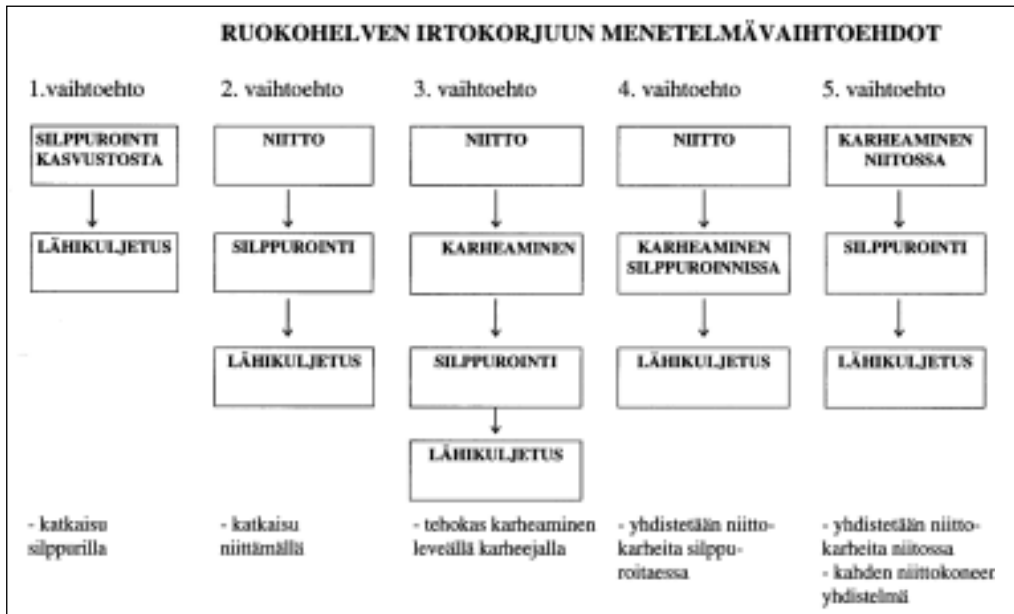 RUOKOHELVEN IRTOKORJUUN MENETELMÄVAIHTOEHDOT
1.vaihtoehto
2. vaihtoehto
3. vaihtoehto
4. vaihtoehto
5. vaihtoehto
SILPPUROINTI
KASVUSTOSTA
NIITTO
NIITTO
NIITTO
KARHEAMINEN
NIITOSSA
LÄHIKULJETUS
SILPPUROINTI
KARHEAMINEN
KARHEAMINEN
SILPPUROINNISSA
SILPPUROINTI
LÄHIKULJETUS
SILPPUROINTI
LÄHIKULJETUS
LÄHIKULJETUS
LÄHIKULJETUS
- katkaisu
silppurilla
- katkaisu
niittämällä
- tehokas karheaminen
leveällä karheejalla
- yhdistetään niitto-
karheita silppu-
roitaessa
- yhdistetään niitto-
karheita niitossa
- kahden niittokoneen
yhdistelmä